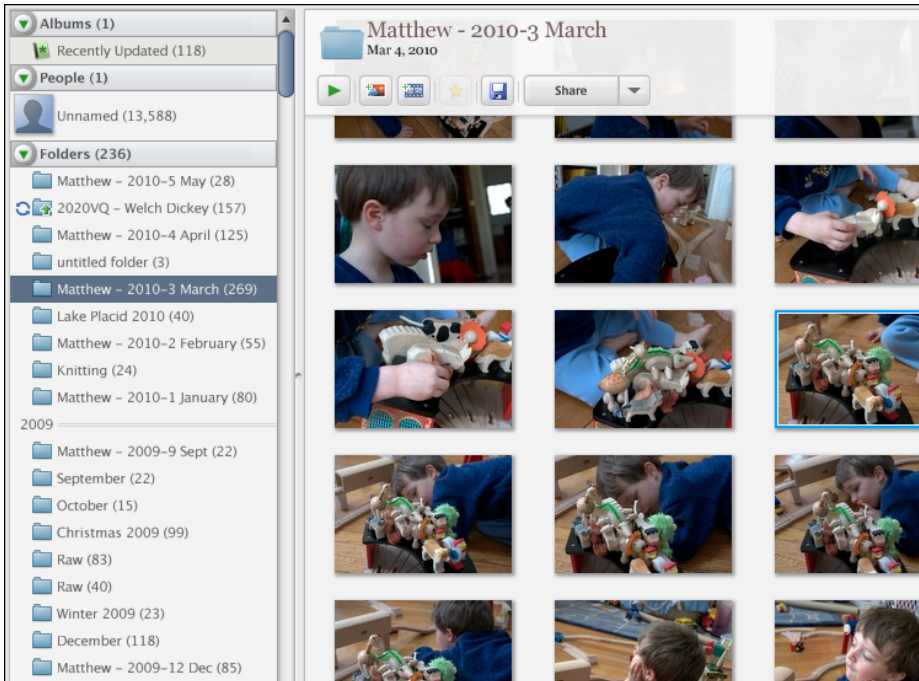 Albums (1)
Recently Updated (118)
People (1)
Unnamed (13,588)
Folders (236)
Matthew - 2010-5 May (28)
2020VQ - Welch Dickey (157)
Matthew - 2010-4 April (125)
untitled folder (3)
Matthew - 2010-3 March (269)
Lake Placid 2010 (40)
Matthew - 2010-2 February (55)
Knitting (24)
Matthew - 2010-1 January (80)
2009
Matthew - 2009-9 Sept (22)
September (22)
October (15)
Christmas 2009 (99)
Raw (83)
Raw (40)
Winter 2009 (23)
December (118)
Matthew - 2009-12 Dec (85)
Matthew - 2010-3 March
Mar 4, 2010
Share